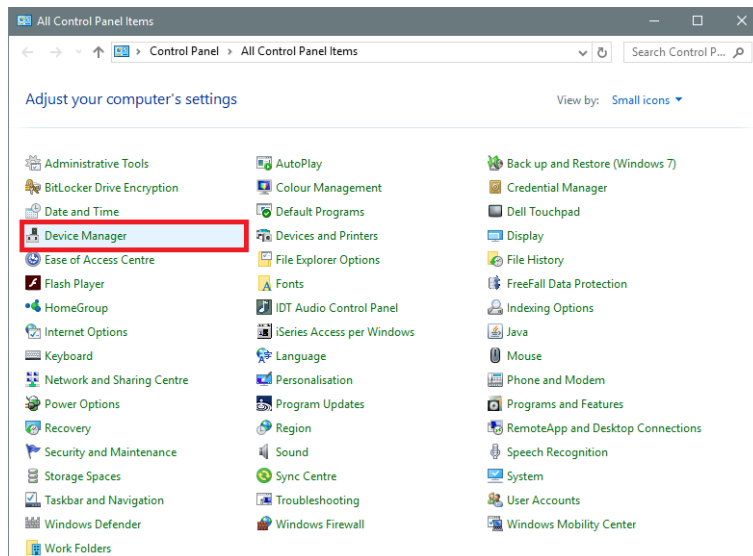 All Control Panel Items
Control Panel > All Control Panel Items
Search Control P...
Adjust your computer's settings
View by: Small icons
Administrative Tools
AutoPlay
Back up and Restore (Windows 7)
BitLocker Drive Encryption
Colour Management
Credential Manager
Date and Time
Default Programs
Dell Touchpad
Device Manager
Devices and Printers
Display
Ease of Access Centre
File Explorer Options
File History
Flash Player
Fonts
FreeFall Data Protection
HomeGroup
IDT Audio Control Panel
Indexing Options
Internet Options
iSeries Access per Windows
Java
Keyboard
Language
Mouse
Network and Sharing Centre
Personalisation
Phone and Modem
Power Options
Program Updates
Programs and Features
Recovery
Region
RemoteApp and Desktop Connections
Security and Maintenance
Sound
Speech Recognition
Storage Spaces
Sync Centre
System
Taskbar and Navigation
Troubleshooting
User Accounts
Windows Defender
Windows Firewall
Windows Mobility Center
Work Folders